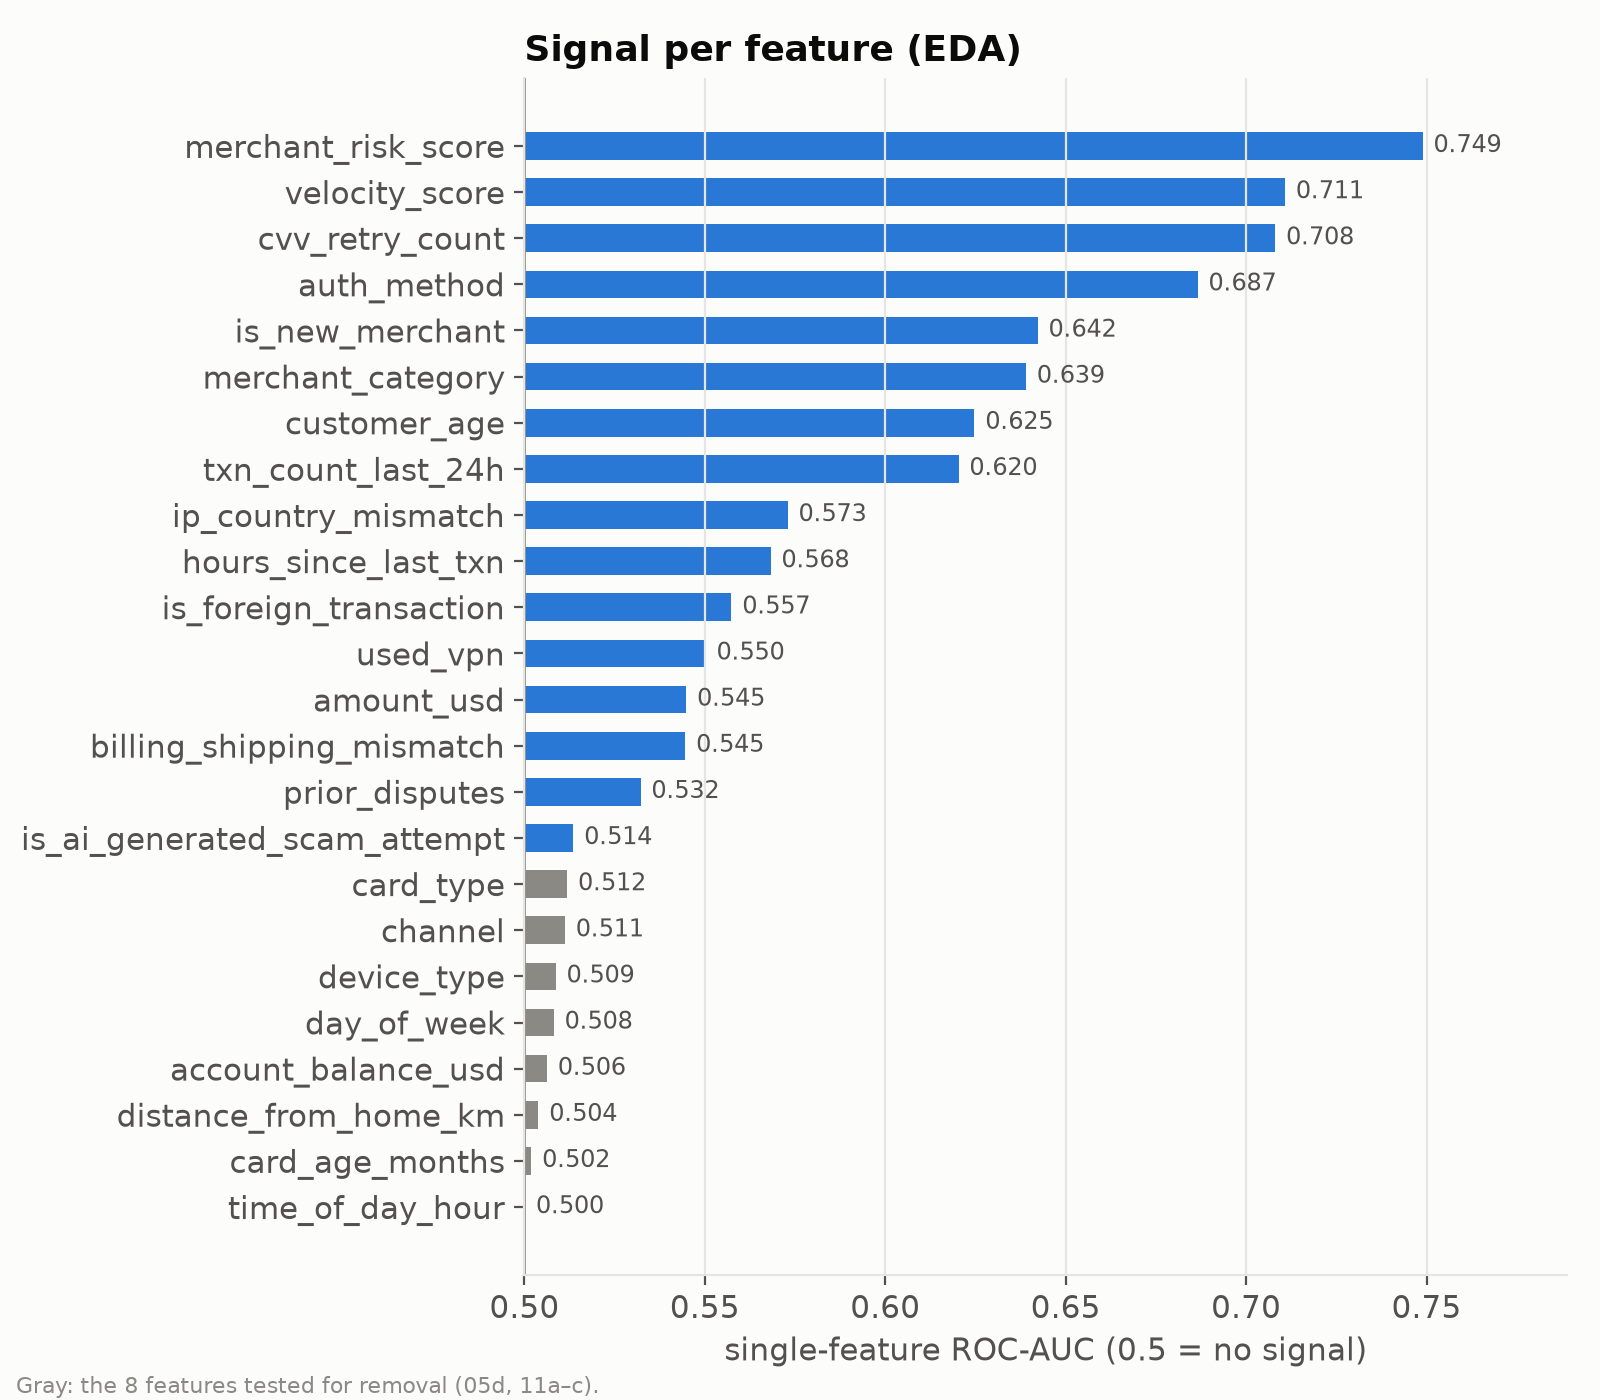 Signal per feature (EDA)
merchant_risk_score 0.749
velocity_score 0.711
cvv_retry_count 0.708
auth_method 0.687
is_new_merchant 0.642
merchant_category 0.639
customer_age 0.625
txn_count_last_24h 0.620
ip_country_mismatch 0.573
hours_since_last_txn 0.568
is_foreign_transaction 0.557
used_vpn 0.550
amount_usd 0.545
billing_shipping_mismatch 0.545
prior_disputes 0.532
is_ai_generated_scam_attempt 0.514
card_type 0.512
channel 0.511
device_type 0.509
day_of_week 0.508
account_balance_usd 0.506
distance_from_home_km 0.504
card_age_months 0.502
time_of_day_hour 0.500
0.50 0.55 0.60 0.65 0.70 0.75
single-feature ROC-AUC (0.5 = no signal)
Gray: the 8 features tested for removal (05d, 11a–c).